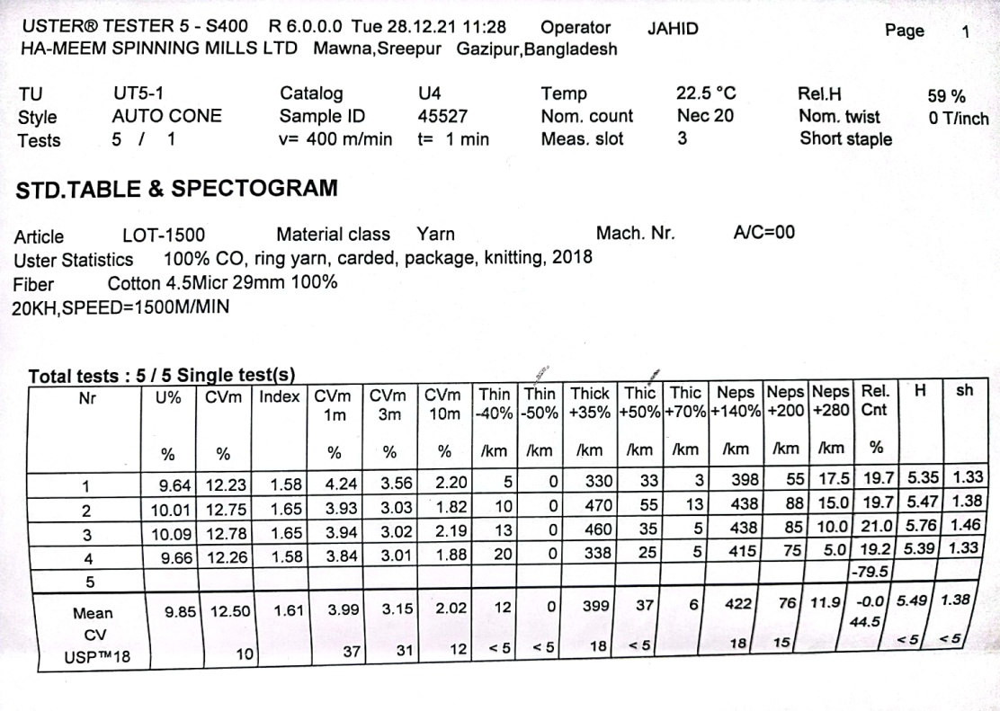 USTER® TESTER 5 - S400 R 6.0.0.0 Tue 28.12.21 11:28 Operator JAHID Page 1
HA-MEEM SPINNING MILLS LTD Mawna,Sreepur Gazipur,Bangladesh
TU UT5-1 Catalog U4 Temp 22.5 °C Rel.H 59 %
Style AUTO CONE Sample ID 45527 Nom. count Nec 20 Nom. twist 0 T/inch
Tests 5 / 1 v= 400 m/min t= 1 min Meas. slot 3 Short staple
STD.TABLE & SPECTOGRAM
Article LOT-1500 Material class Yarn Mach. Nr. A/C=00
Uster Statistics 100% CO, ring yarn, carded, package, knitting, 2018
Fiber Cotton 4.5Micr 29mm 100%
20KH,SPEED=1500M/MIN
Total tests : 5 / 5 Single test(s)
Nr U% CVm Index CVm CVm CVm Thin Thin Thick Thic Thic Neps Neps Neps Rel. H sh
1m 3m 10m -40% -50% +35% +50% +70% +140% +200 +280 Cnt
% % % % % /km /km /km /km /km /km /km /km %
1 9.64 12.23 1.58 4.24 3.56 2.20 5 0 330 33 3 398 55 17.5 19.7 5.35 1.33
2 10.01 12.75 1.65 3.93 3.03 1.82 10 0 470 55 13 438 88 15.0 19.7 5.47 1.38
3 10.09 12.78 1.65 3.94 3.02 2.19 13 0 460 35 5 438 85 10.0 21.0 5.76 1.46
4 9.66 12.26 1.58 3.84 3.01 1.88 20 0 338 25 5 415 75 5.0 19.2 5.39 1.33
5 -79.5
Mean 9.85 12.50 1.61 3.99 3.15 2.02 12 0 399 37 6 422 76 11.9 -0.0 5.49 1.38
CV 44.5
USP™18 10 37 31 12 < 5 < 5 18 < 5 18 15 < 5 < 5